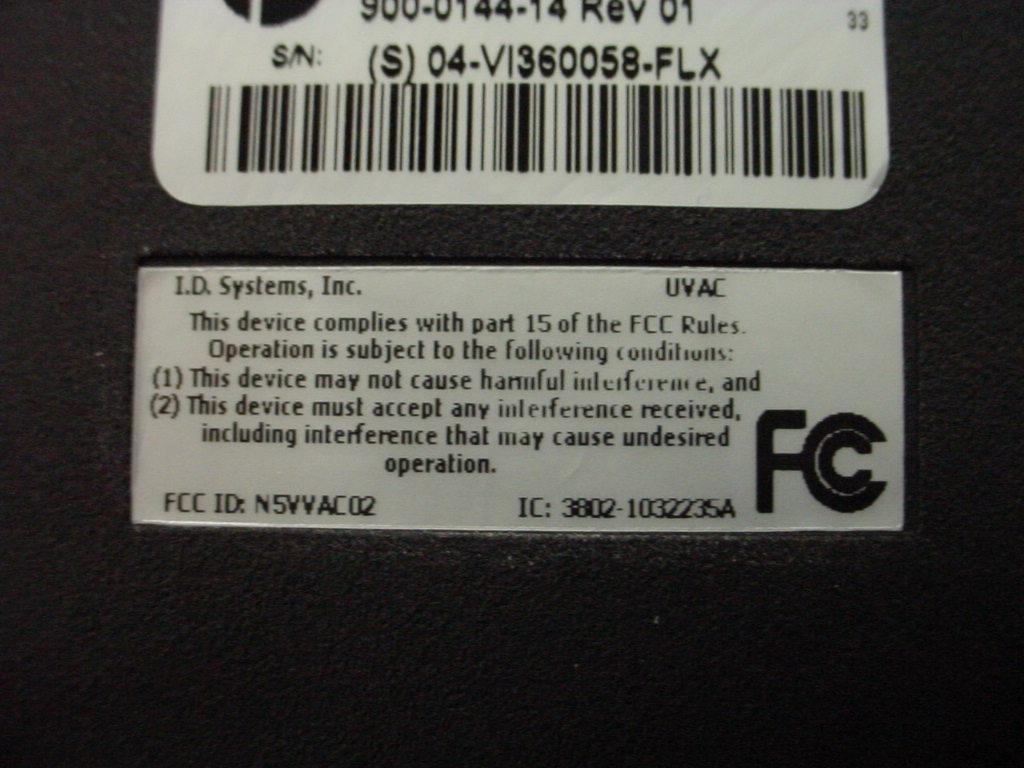 900-0144-14 Rev 01
33
S/N: (S) 04-VI360058-FLX
I.D. Systems, Inc. UVAC
This device complies with part 15 of the FCC Rules.
Operation is subject to the following conditions:
(1) This device may not cause harmful interference, and
(2) This device must accept any interference received,
including interference that may cause undesired
operation.
FC
FCC ID: N5VVAC02 IC: 3802-1032235A